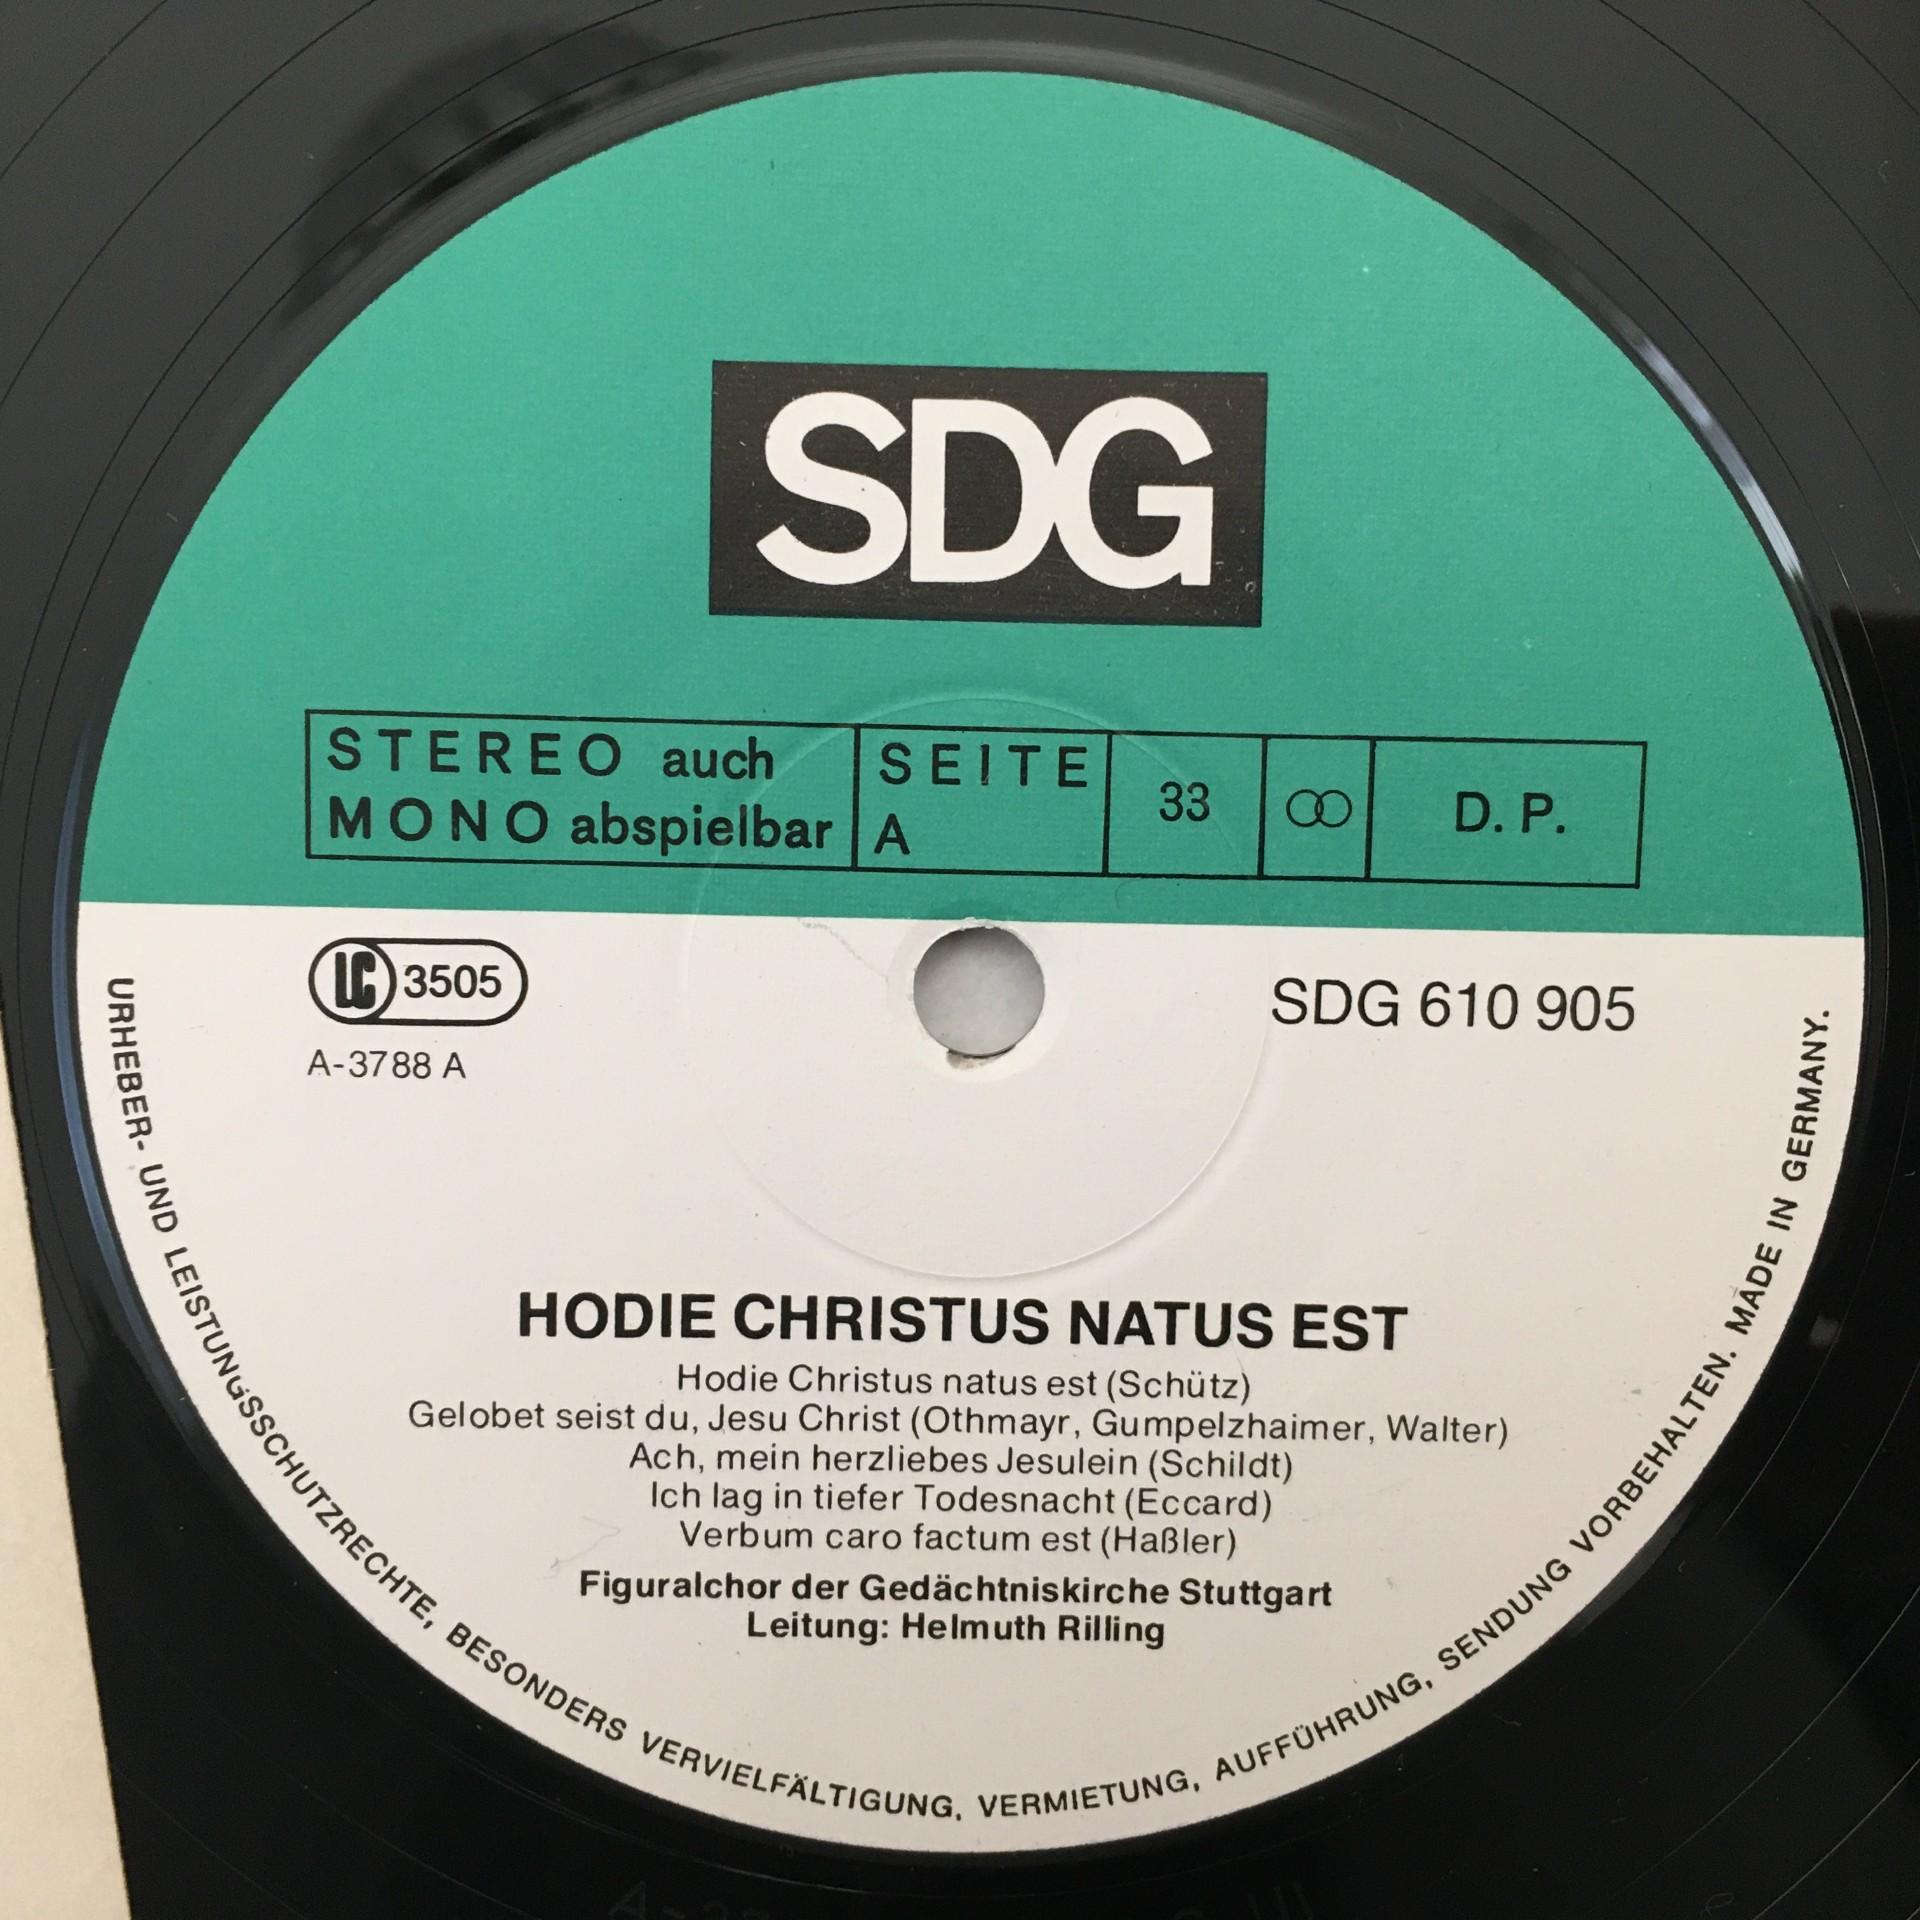 SDG
STEREO auch
MONO abspielbar
SEITE
A
33
D. P.
LC 3505
SDG 610 905
A-3788 A
HODIE CHRISTUS NATUS EST
Hodie Christus natus est (Schütz)
Gelobet seist du, Jesu Christ (Othmayr, Gumpelzhaimer, Walter)
Ach, mein herzliebes Jesulein (Schildt)
Ich lag in tiefer Todesnacht (Eccard)
Verbum caro factum est (Haßler)
Figuralchor der Gedächtniskirche Stuttgart
Leitung: Helmuth Rilling
URHEBER- UND LEISTUNGSSCHUTZRECHTE, BESONDERS VERVIELFÄLTIGUNG, VERMIETUNG, AUFFÜHRUNG, SENDUNG VORBEHALTEN. MADE IN GERMANY.